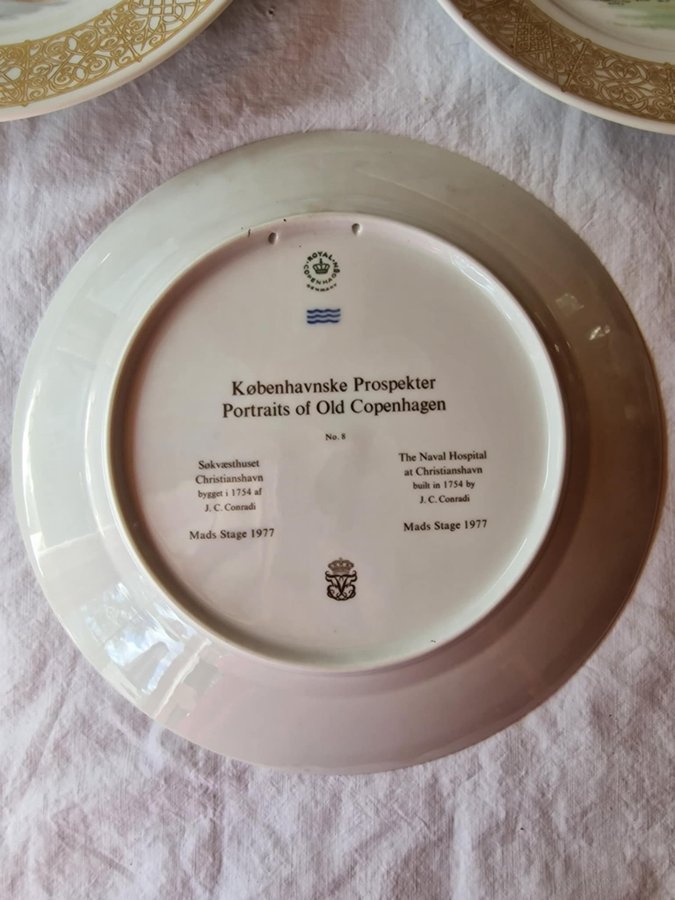 ROYAL
COPENHAGEN
DENMARK
Københavnske Prospekter
Portraits of Old Copenhagen
No. 8
Søkvæsthuset
Christianshavn
bygget i 1754 af
J. C. Conradi
Mads Stage 1977
The Naval Hospital
at Christianshavn
built in 1754 by
J. C. Conradi
Mads Stage 1977